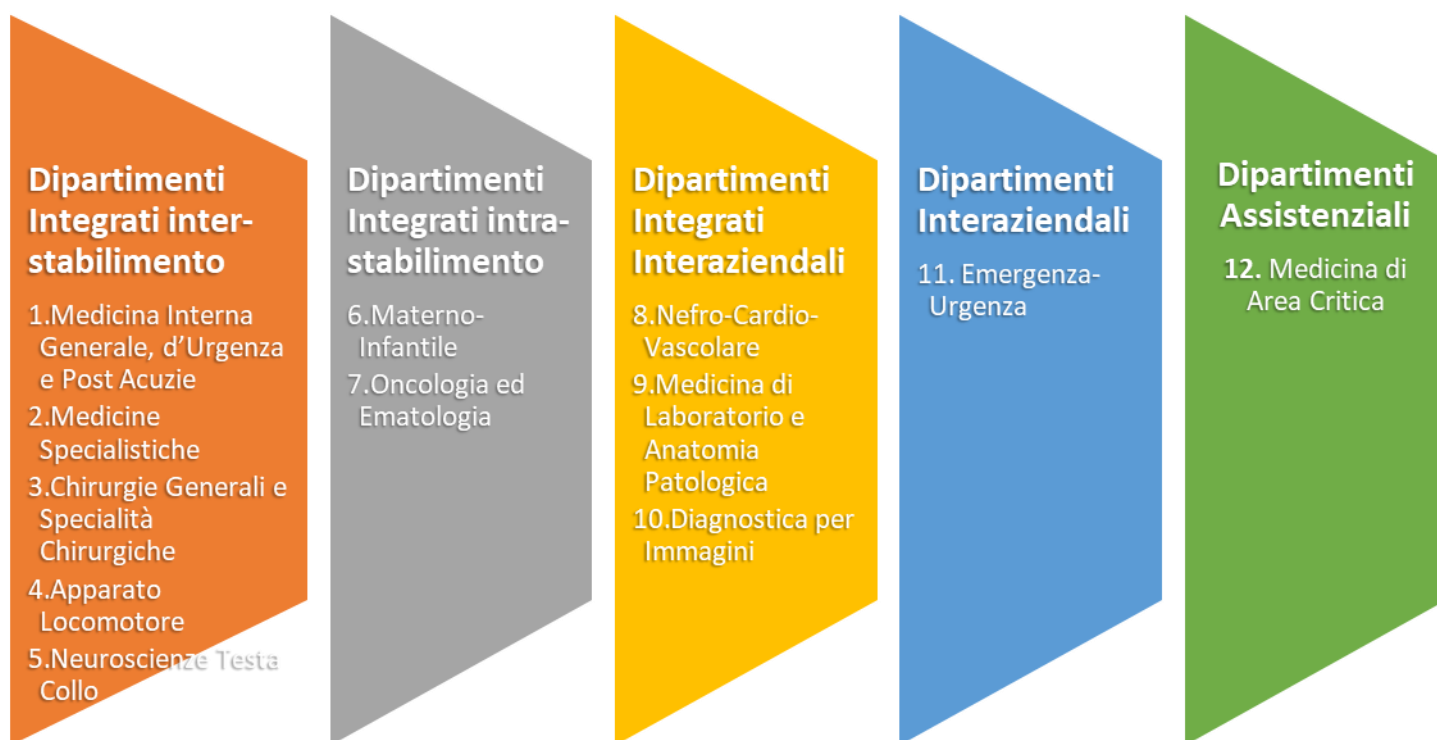 Dipartimenti
Integrati inter-
stabilimento
1.Medicina Interna
Generale, d'Urgenza
e Post Acuzie
2.Medicine
Specialistiche
3.Chirurgie Generali e
Specialità
Chirurgiche
4.Apparato
Locomotore
5.Neuroscienze Testa
Collo
Dipartimenti
Integrati intra-
stabilimento
6.Materno-
Infantile
7.Oncologia ed
Ematologia
Dipartimenti
Integrati
Interaziendali
8.Nefro-Cardio-
Vascolare
9.Medicina di
Laboratorio e
Anatomia
Patologica
10.Diagnostica per
Immagini
Dipartimenti
Interaziendali
11. Emergenza-
Urgenza
Dipartimenti
Assistenziali
12. Medicina di
Area Critica